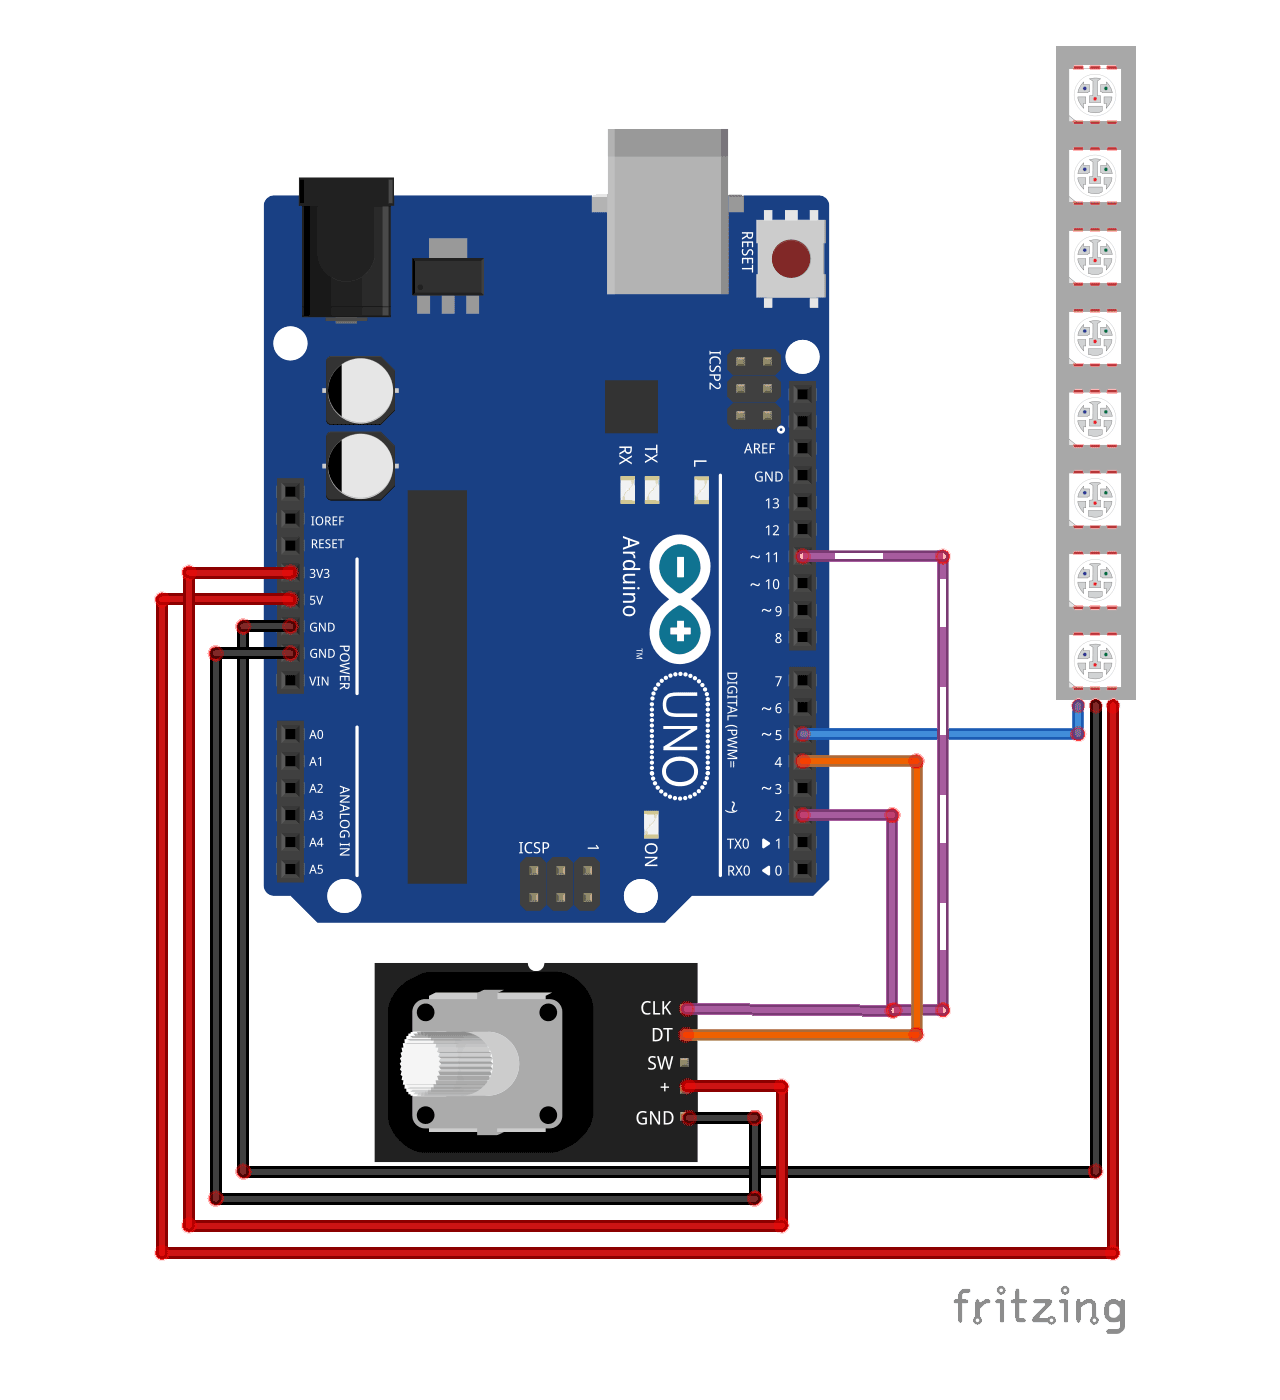 RESET
ICSP2
RX
TX
L
AREF
GND
13
12
~ 11
~ 10
~ 9
8
IOREF
RESET
3V3
5V
GND
GND
VIN
POWER
Arduino
TM
UNO
DIGITAL (PWM= ~)
7
~ 6
~ 5
4
~ 3
2
TX0 ▶ 1
RX0 ◀ 0
A0
A1
A2
A3
A4
A5
ANALOG IN
ICSP
1
ON
CLK
DT
SW
+
GND
fritzing